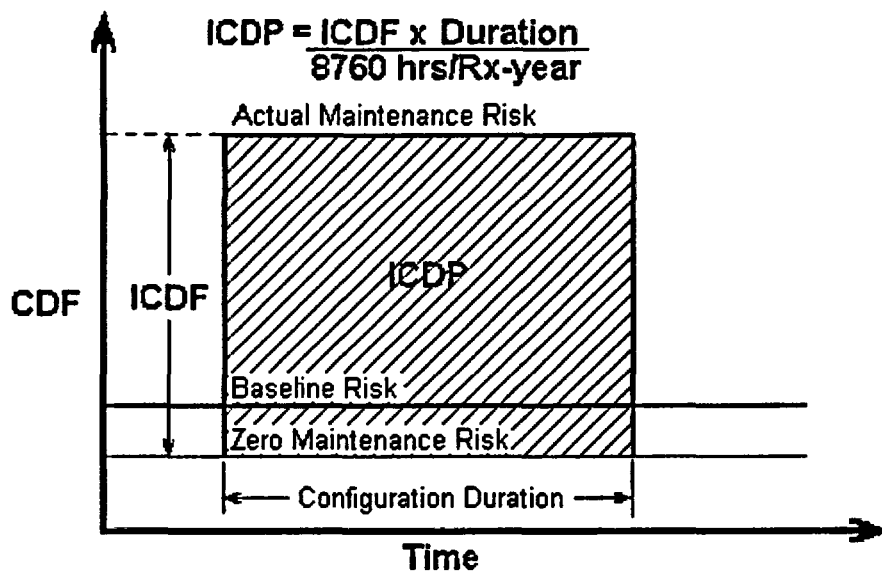 ICDP = ICDF x Duration
8760 hrs/Rx-year
Actual Maintenance Risk
ICDP
CDF
ICDF
Baseline Risk
Zero Maintenance Risk
Configuration Duration
Time